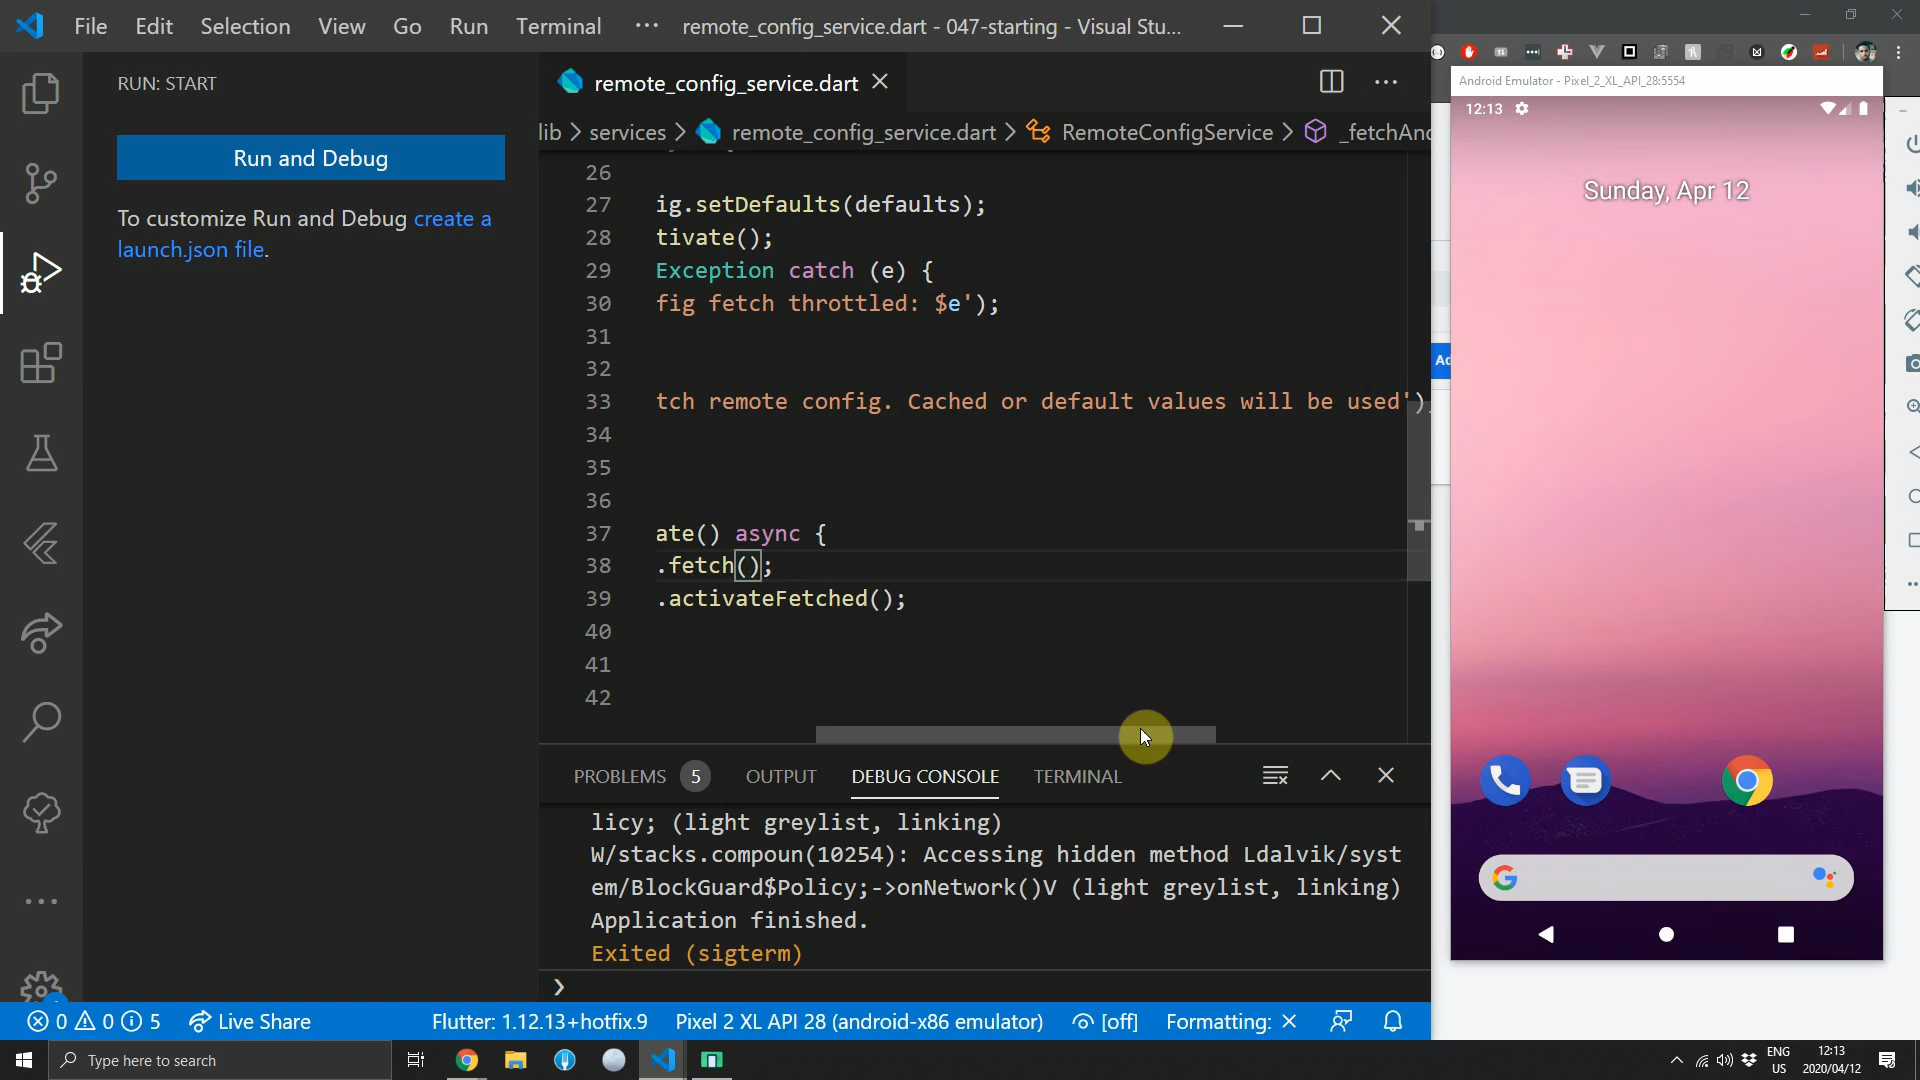 File Edit Selection View Go Run Terminal ··· remote_config_service.dart - 047-starting - Visual Stu...
RUN: START
Run and Debug
To customize Run and Debug create a
launch.json file.
remote_config_service.dart
lib > services > remote_config_service.dart > RemoteConfigService >
26
27 ig.setDefaults(defaults);
28 tivate();
29 Exception catch (e) {
30 fig fetch throttled: $e');
31
32
33 tch remote config. Cached or default values will be used')
34
35
36
37 ate() async {
38 .fetch();
39 .activateFetched();
40
41
42
PROBLEMS 5 OUTPUT DEBUG CONSOLE TERMINAL
licy; (light greylist, linking)
W/stacks.compoun(10254): Accessing hidden method Ldalvik/syst
em/BlockGuard$Policy;->onNetwork()V (light greylist, linking)
Application finished.
Exited (sigterm)
0 0 5 Live Share Flutter: 1.12.13+hotfix.9 Pixel 2 XL API 28 (android-x86 emulator) [off] Formatting: ×
Android Emulator - Pixel_2_XL_API_28:5554
12:13
Sunday, Apr 12
Type here to search
ENG
US
12:13
2020/04/12